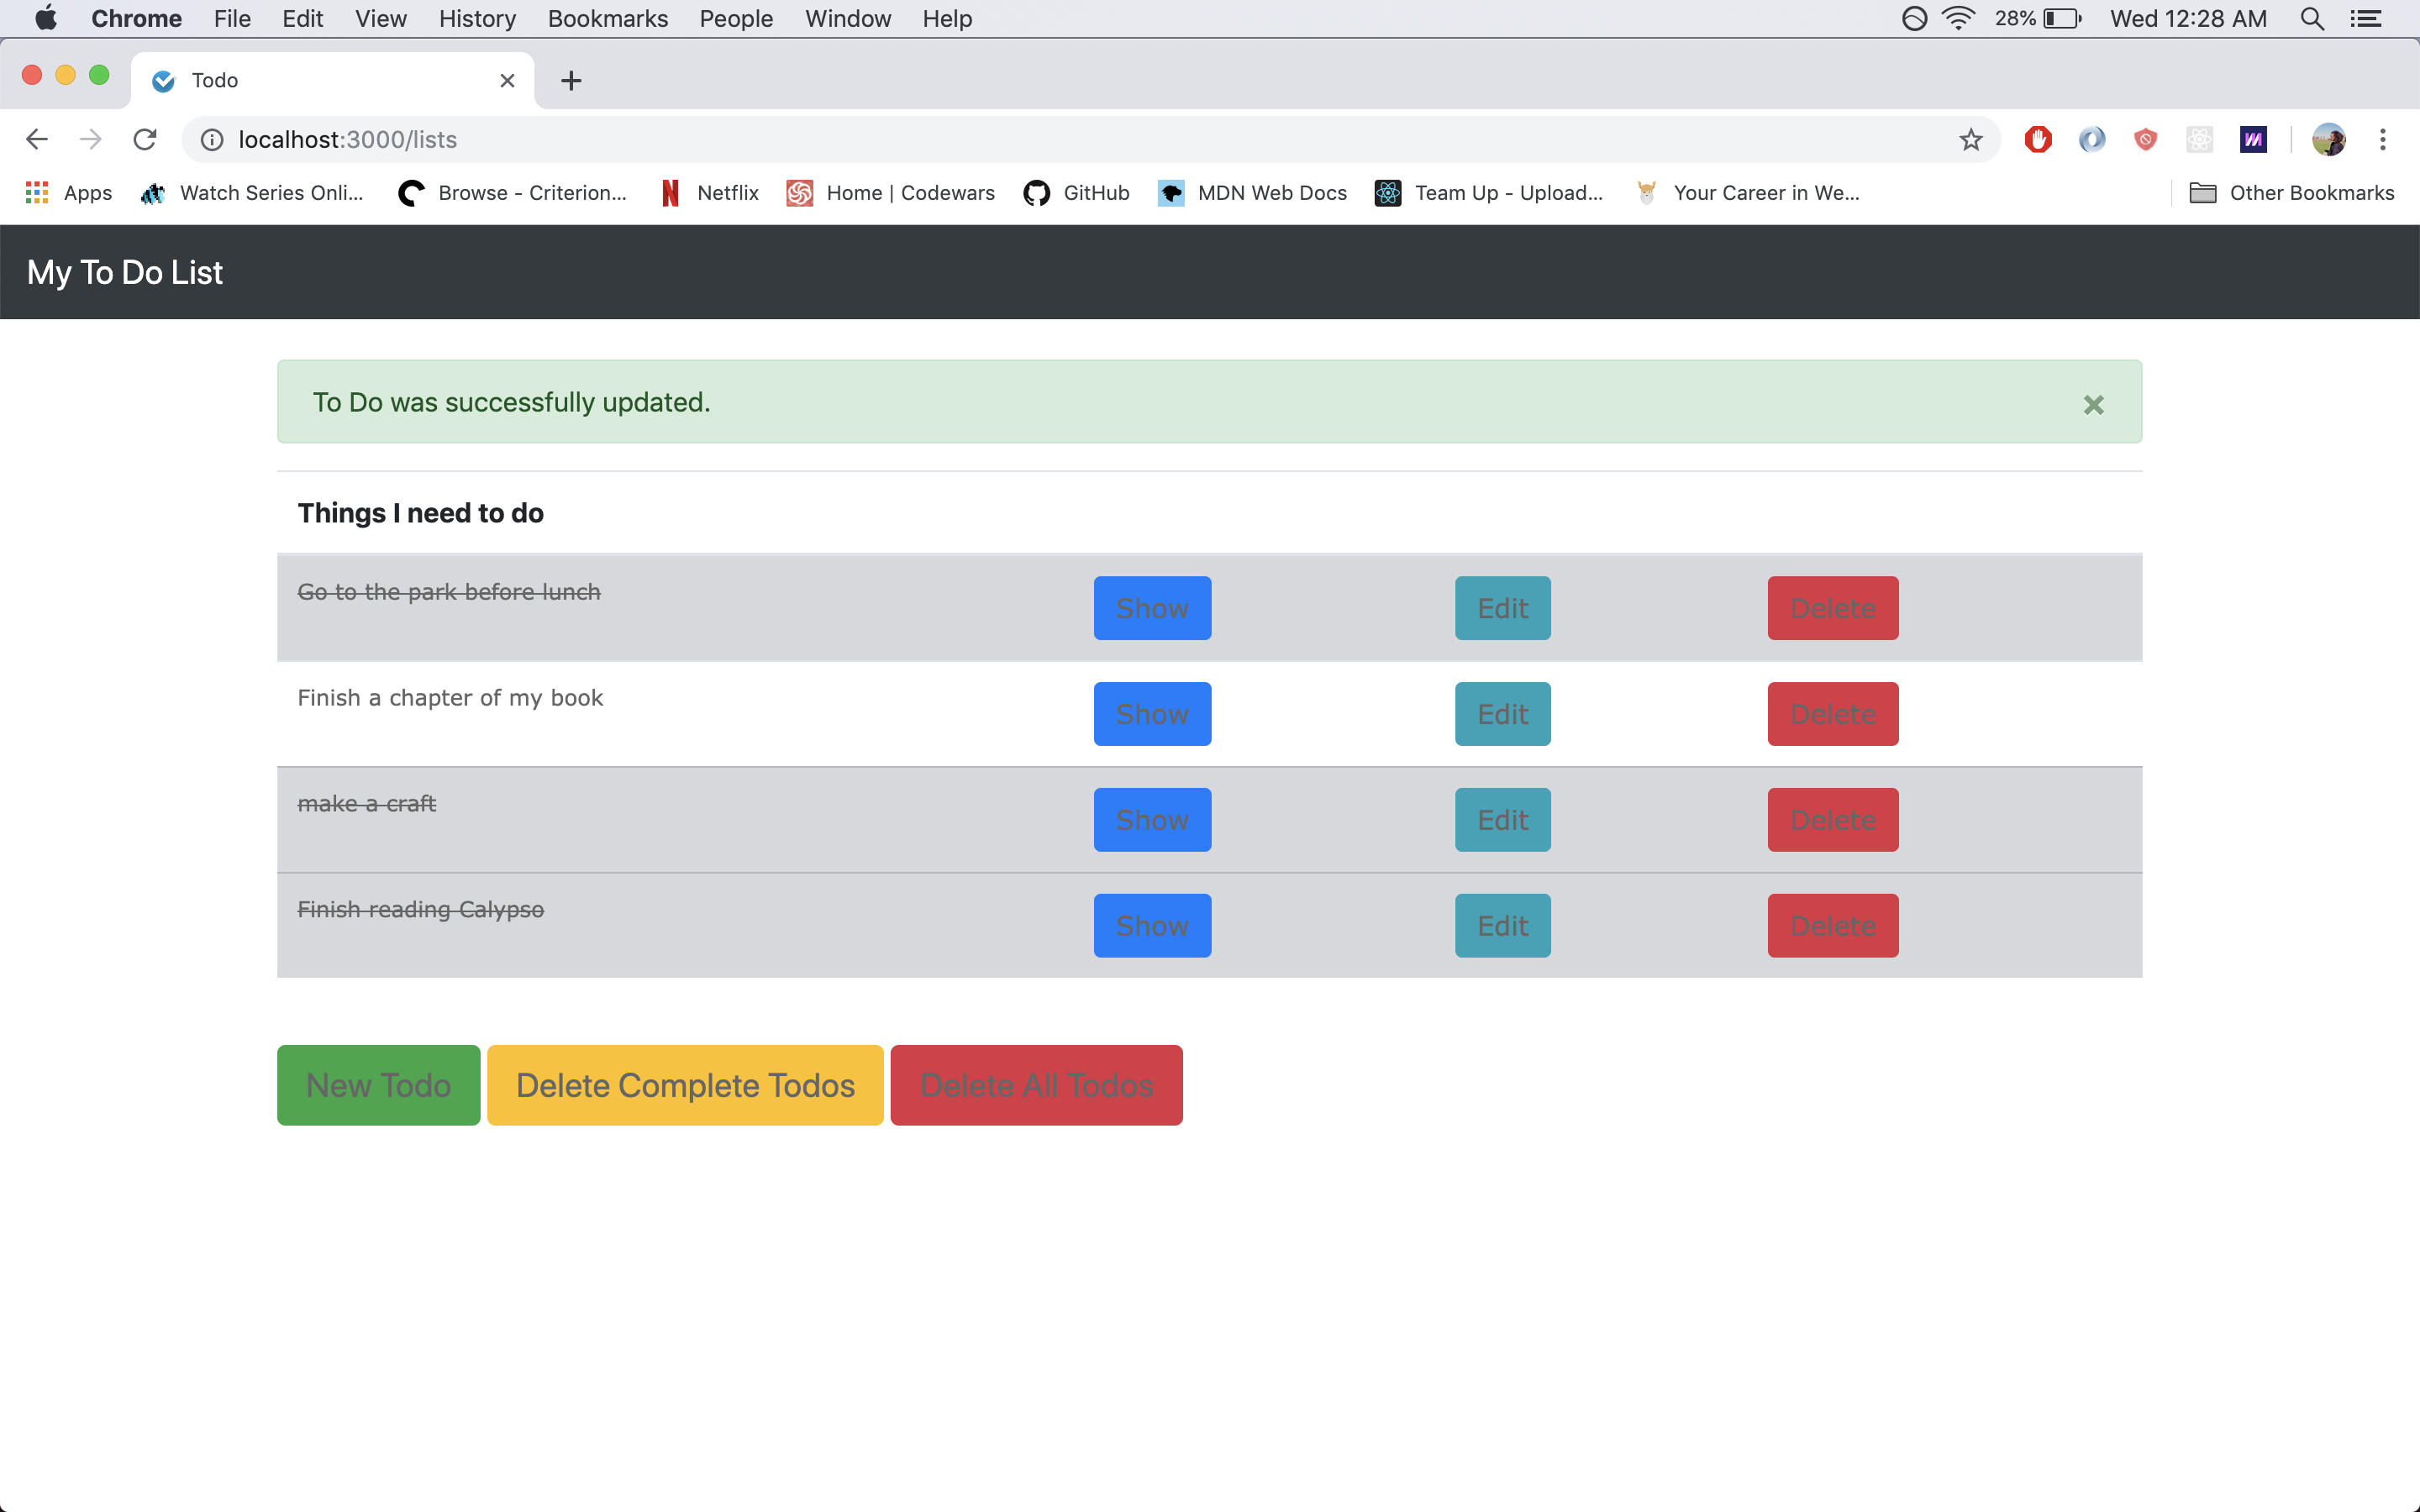 Chrome File Edit View History Bookmarks People Window Help 28% Wed 12:28 AM
Todo
localhost:3000/lists
Apps Watch Series Onli... Browse - Criterion... Netflix Home | Codewars GitHub MDN Web Docs Team Up - Upload... Your Career in We... Other Bookmarks
My To Do List
To Do was successfully updated. ×
Things I need to do
Go to the park before lunch Show Edit Delete
Finish a chapter of my book Show Edit Delete
make a craft Show Edit Delete
Finish reading Calypso Show Edit Delete
New Todo Delete Complete Todos Delete All Todos